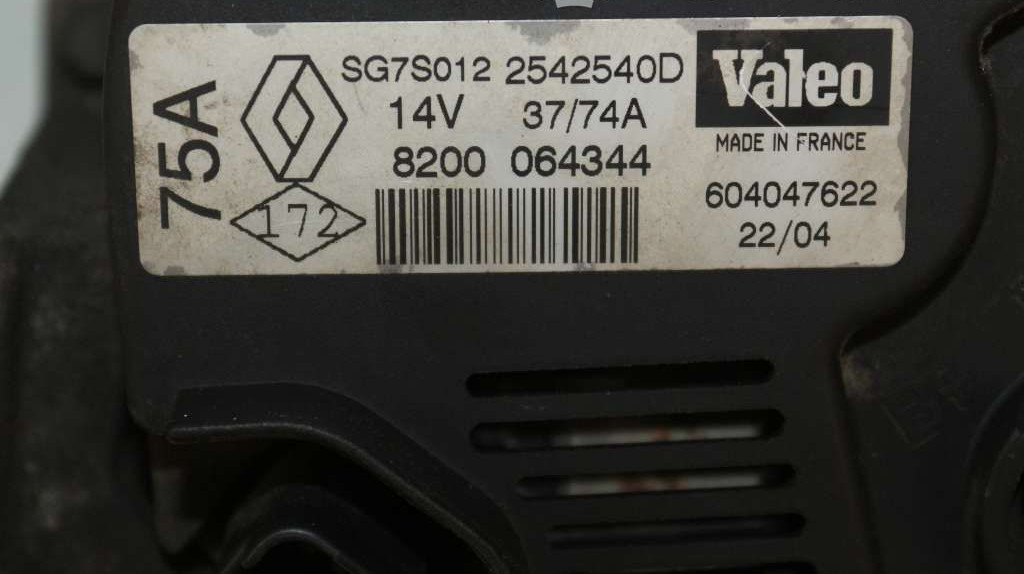 75A
SG7S012 2542540D
14V 37/74A
8200 064344
172
Valeo
MADE IN FRANCE
604047622
22/04